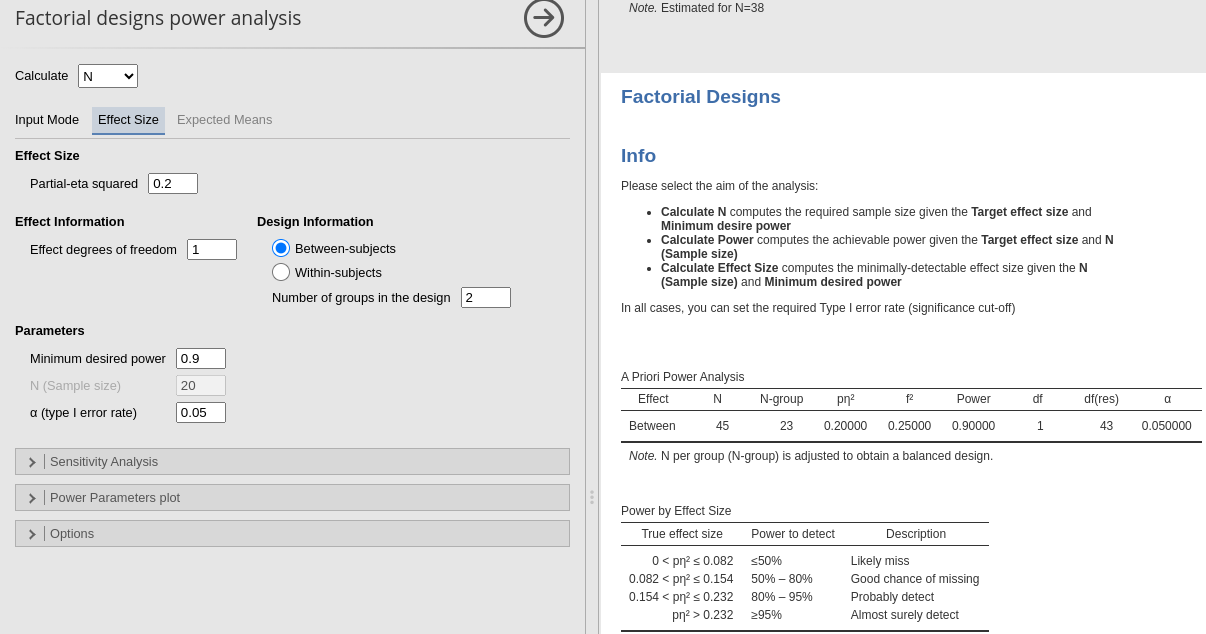 Factorial designs power analysis
Calculate N
Input Mode Effect Size Expected Means
Effect Size
Partial-eta squared 0.2
Effect Information
Effect degrees of freedom 1
Design Information
Between-subjects
Within-subjects
Number of groups in the design 2
Parameters
Minimum desired power 0.9
N (Sample size) 20
α (type I error rate) 0.05
Sensitivity Analysis
Power Parameters plot
Options
Note. Estimated for N=38
Factorial Designs
Info
Please select the aim of the analysis:
• Calculate N computes the required sample size given the Target effect size and
Minimum desire power
• Calculate Power computes the achievable power given the Target effect size and N
(Sample size)
• Calculate Effect Size computes the minimally-detectable effect size given the N
(Sample size) and Minimum desired power
In all cases, you can set the required Type I error rate (significance cut-off)
A Priori Power Analysis
Effect N N-group pη² f² Power df df(res) α
Between 45 23 0.20000 0.25000 0.90000 1 43 0.050000
Note. N per group (N-group) is adjusted to obtain a balanced design.
Power by Effect Size
True effect size Power to detect Description
0 < pη² ≤ 0.082 ≤50% Likely miss
0.082 < pη² ≤ 0.154 50% – 80% Good chance of missing
0.154 < pη² ≤ 0.232 80% – 95% Probably detect
pη² > 0.232 ≥95% Almost surely detect